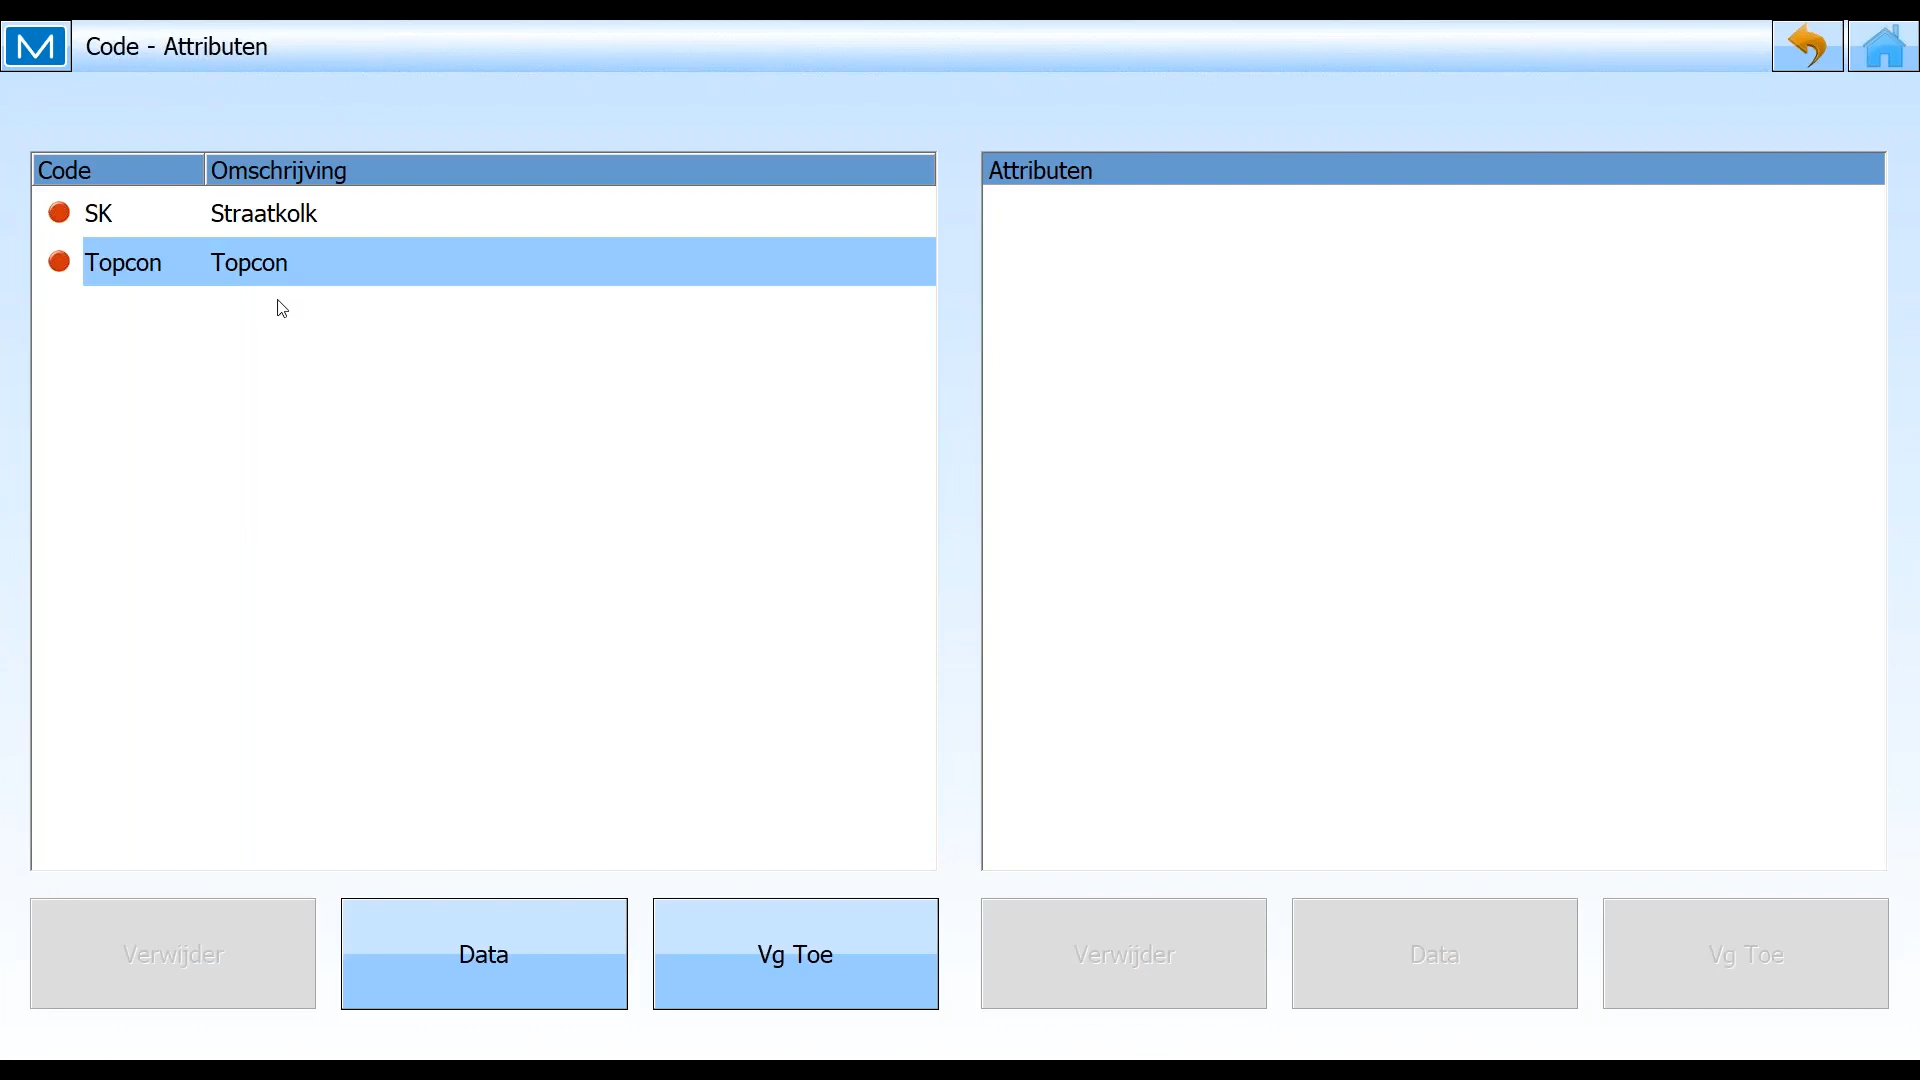 Code - Attributen
Code Omschrijving
SK Straatkolk
Topcon Topcon
Attributen
Verwijder Data Vg Toe
Verwijder Data Vg Toe